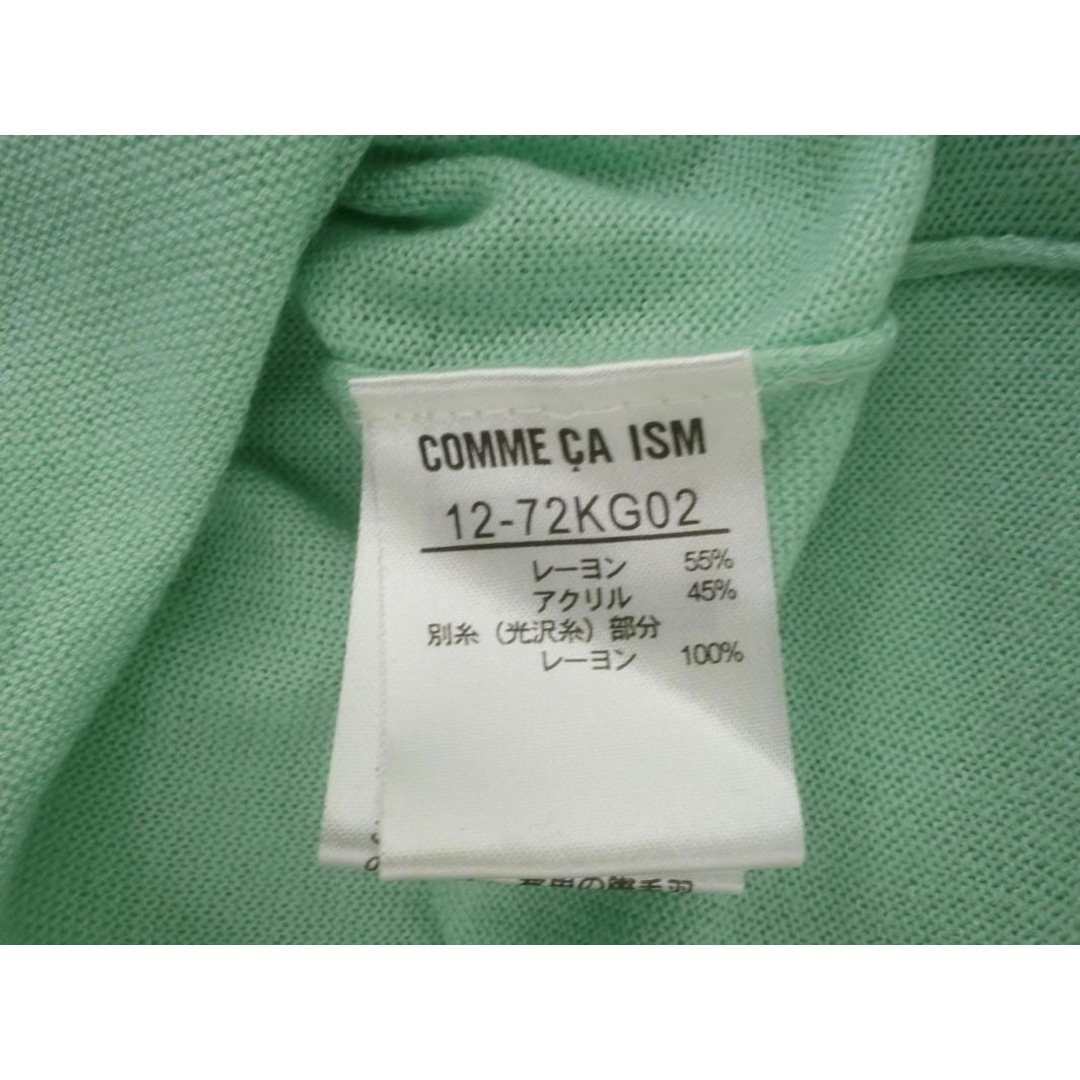 COMME ÇA ISM
12-72KG02
レーヨン 55%
アクリル 45%
別糸（光沢糸）部分
レーヨン 100%